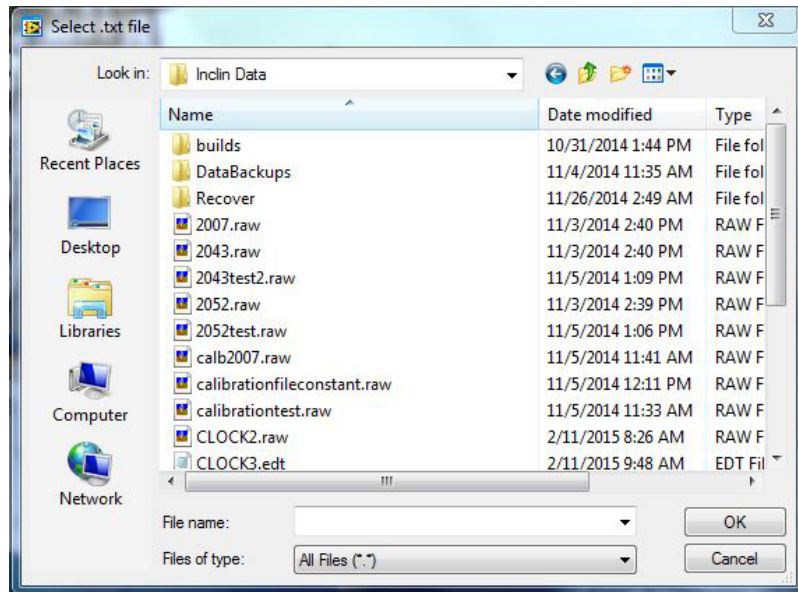 Select .txt file
Look in: Inclin Data
Name Date modified Type
Recent Places
Desktop
Libraries
Computer
Network
builds 10/31/2014 1:44 PM File fol
DataBackups 11/4/2014 11:35 AM File fol
Recover 11/26/2014 2:49 AM File fol
2007.raw 11/3/2014 2:40 PM RAW F
2043.raw 11/3/2014 2:40 PM RAW F
2043test2.raw 11/5/2014 1:09 PM RAW F
2052.raw 11/3/2014 2:39 PM RAW F
2052test.raw 11/5/2014 1:06 PM RAW F
calb2007.raw 11/5/2014 11:41 AM RAW F
calibrationfileconstant.raw 11/5/2014 12:11 PM RAW F
calibrationtest.raw 11/5/2014 11:33 AM RAW F
CLOCK2.raw 2/11/2015 8:26 AM RAW F
CLOCK3.edt 2/11/2015 9:48 AM EDT Fil
File name: OK
Files of type: All Files (*.*) Cancel